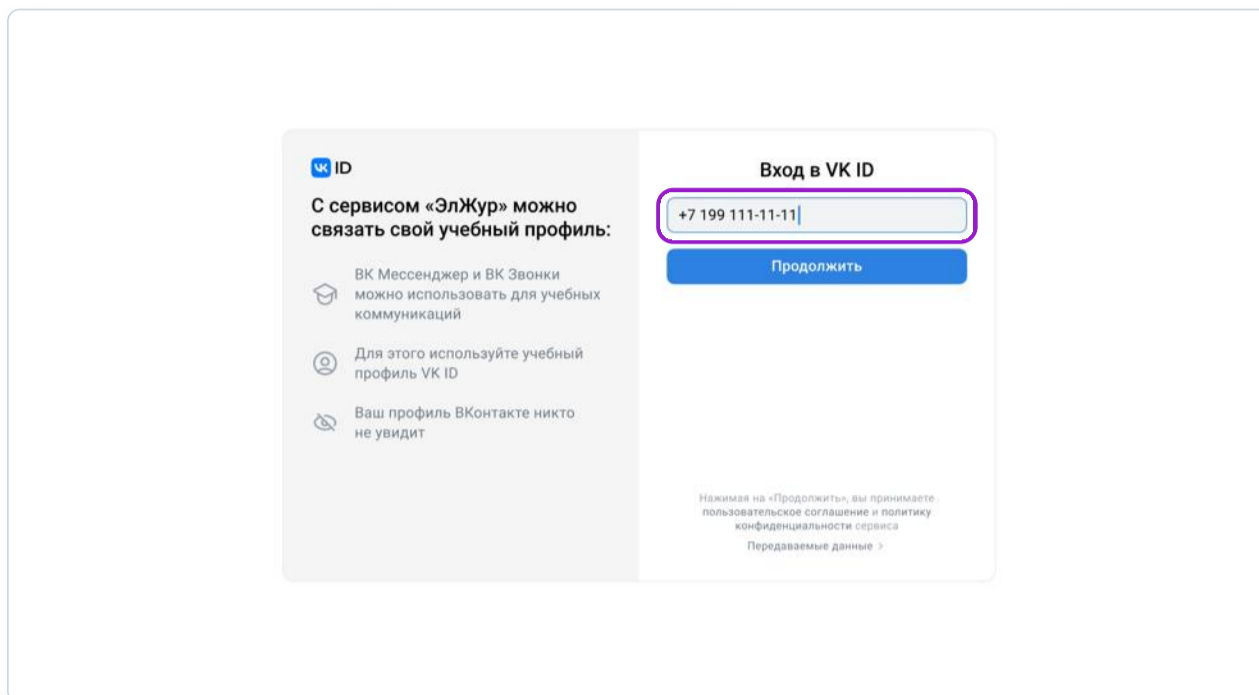 VK ID
С сервисом «ЭлЖур» можно
связать свой учебный профиль:
ВК Мессенджер и ВК Звонки
можно использовать для учебных
коммуникаций
Для этого используйте учебный
профиль VK ID
Ваш профиль ВКонтакте никто
не увидит
Вход в VK ID
+7 199 111-11-11
Продолжить
Нажимая на «Продолжить», вы принимаете
пользовательское соглашение и политику
конфиденциальности сервиса
Передаваемые данные >